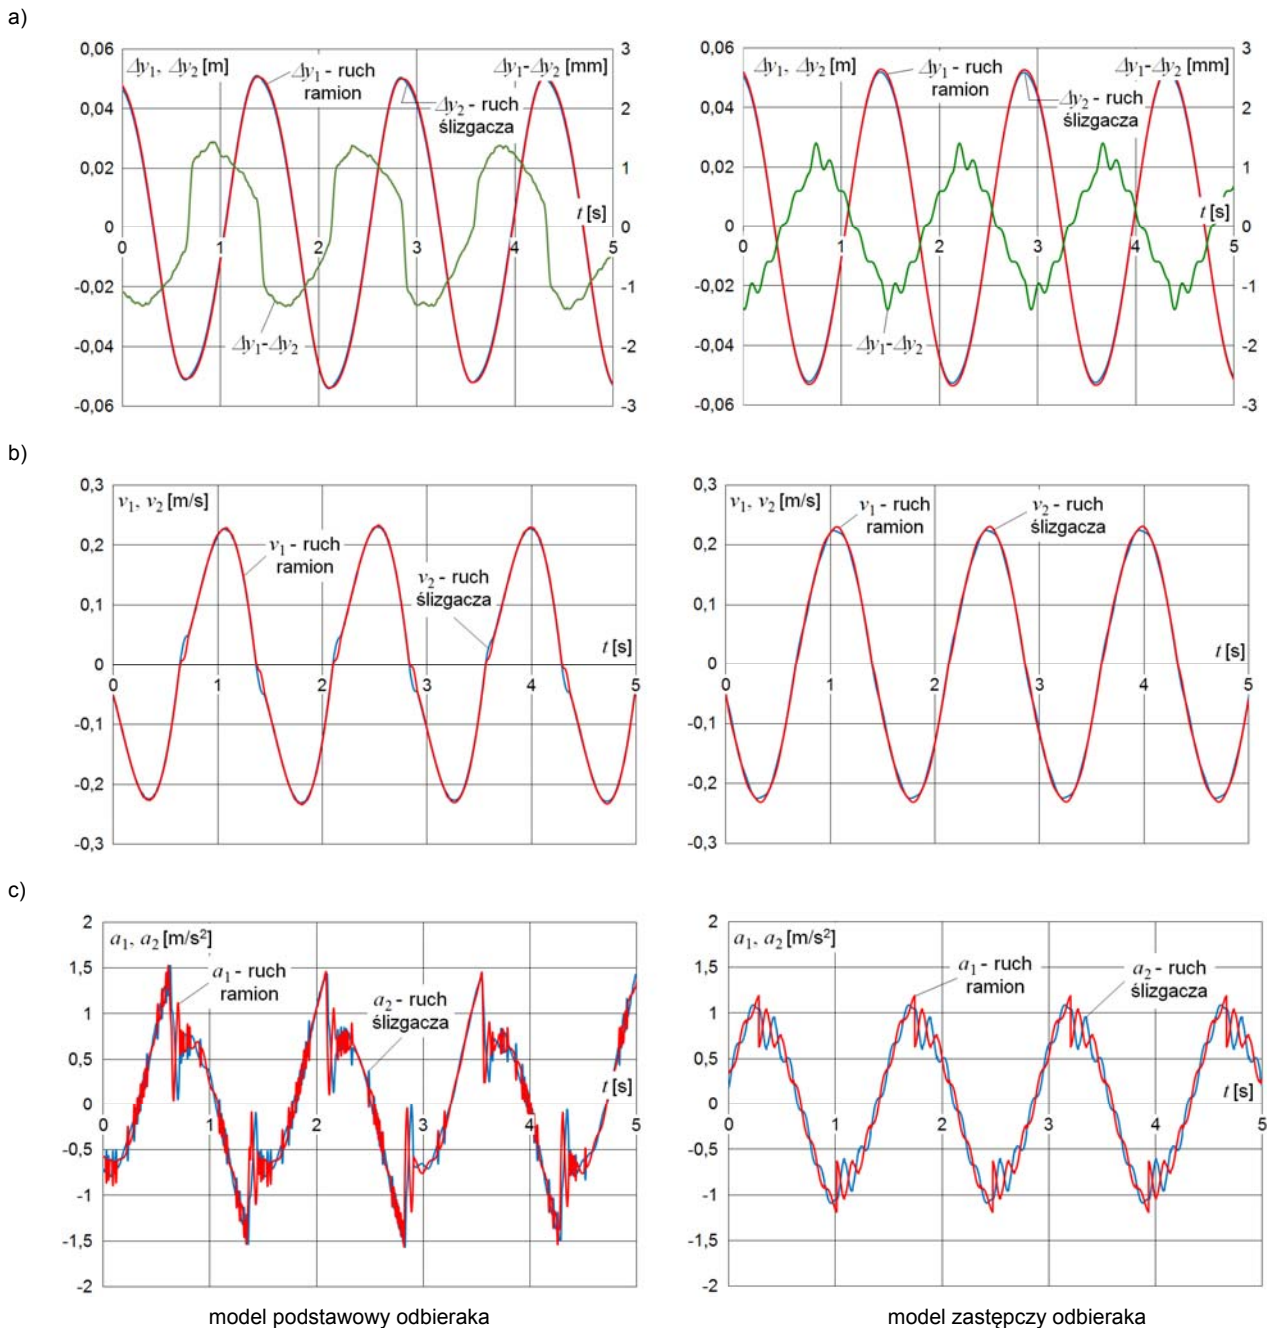 a)
0,06
0,04
0,02
0
-0,02
-0,04
-0,06
Δy1, Δy2 [m]
Δy1 - ruch
ramion
Δy2 - ruch
ślizgacza
Δy1-Δy2 [mm]
Δy1-Δy2
t [s]
0 1 2 3 4 5
3
2
1
0
-1
-2
-3
0,06
0,04
0,02
0
-0,02
-0,04
-0,06
Δy1, Δy2 [m]
Δy1 - ruch
ramion
Δy2 - ruch
ślizgacza
Δy1-Δy2 [mm]
Δy1-Δy2
t [s]
0 1 2 3 4 5
3
2
1
0
-1
-2
-3
b)
0,3
0,2
0,1
0
-0,1
-0,2
-0,3
v1, v2 [m/s]
v1 - ruch
ramion
v2 - ruch
ślizgacza
t [s]
0 1 2 3 4 5
0,3
0,2
0,1
0
-0,1
-0,2
-0,3
v1, v2 [m/s]
v1 - ruch
ramion
v2 - ruch
ślizgacza
t [s]
0 1 2 3 4 5
c)
2
1,5
1
0,5
0
-0,5
-1
-1,5
-2
a1, a2 [m/s2]
a1 - ruch
ramion
a2 - ruch
ślizgacza
t [s]
0 1 2 3 4 5
model podstawowy odbieraka
2
1,5
1
0,5
0
-0,5
-1
-1,5
-2
a1, a2 [m/s2]
a1 - ruch
ramion
a2 - ruch
ślizgacza
t [s]
0 1 2 3 4 5
model zastępczy odbieraka